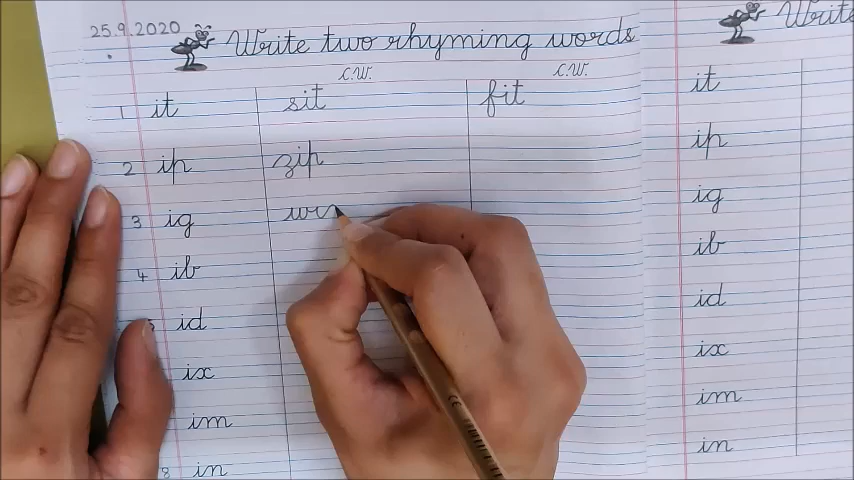 25.9.2020
Write two rhyming words
C.W. C.W.
1 it sit fit
2 ip zip
3 ig
4 ib
5 id
ix
im
8 in
Write
it
ip
ig
ib
id
ix
im
in